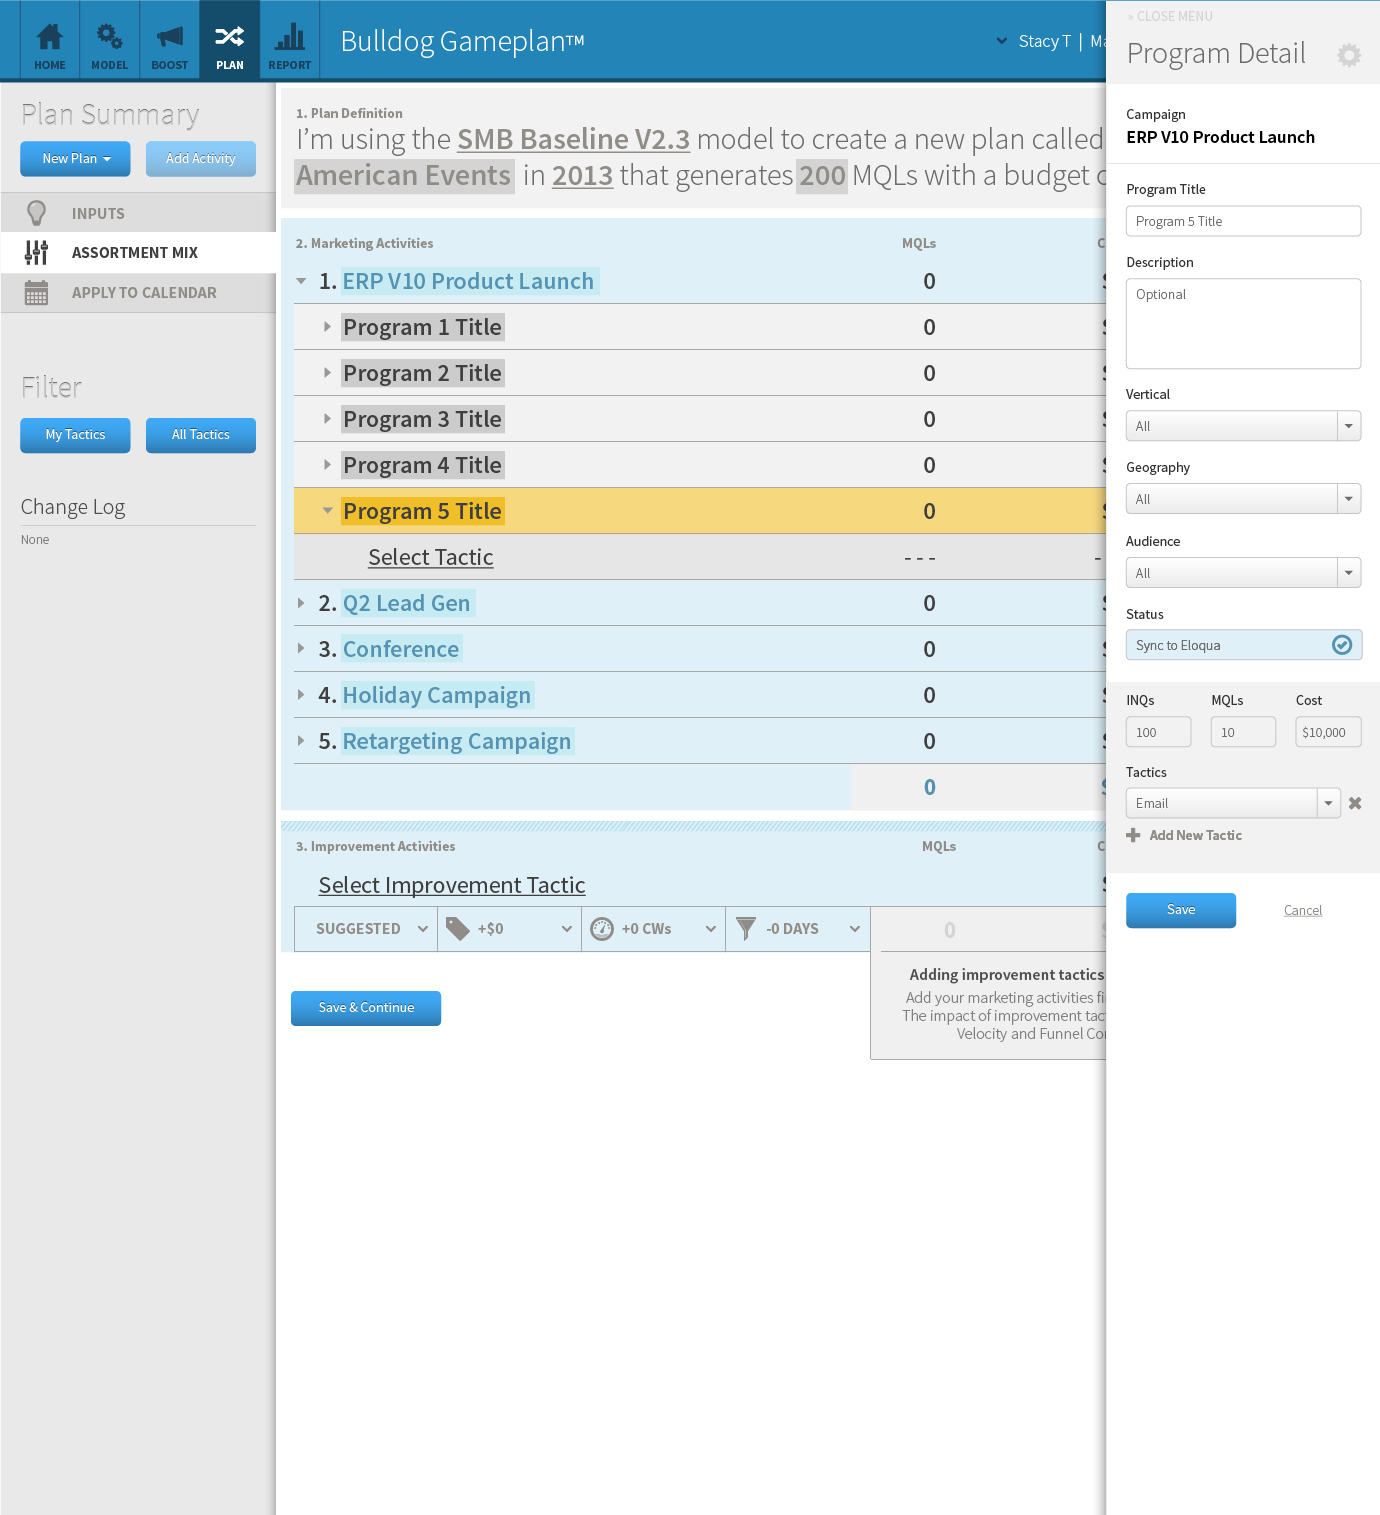 HOME
MODEL
BOOST
PLAN
REPORT
Bulldog Gameplan™
Stacy T |
Plan Summary
New Plan
Add Activity
INPUTS
ASSORTMENT MIX
APPLY TO CALENDAR
Filter
My Tactics
All Tactics
Change Log
None
1. Plan Definition
I'm using the SMB Baseline V2.3 model to create a new plan called
American Events in 2013 that generates 200 MQLs with a budget
2. Marketing Activities MQLs
1. ERP V10 Product Launch 0
Program 1 Title 0
Program 2 Title 0
Program 3 Title 0
Program 4 Title 0
Program 5 Title 0
Select Tactic - - -
2. Q2 Lead Gen 0
3. Conference 0
4. Holiday Campaign 0
5. Retargeting Campaign 0
0
3. Improvement Activities MQLs
Select Improvement Tactic
SUGGESTED +$0 +0 CWs -0 DAYS 0
Adding improvement tactics
Add your marketing activities
The impact of improvement
Velocity and Funnel
Save & Continue
» CLOSE MENU
Program Detail
Campaign
ERP V10 Product Launch
Program Title
Program 5 Title
Description
Optional
Vertical
All
Geography
All
Audience
All
Status
Sync to Eloqua
INQs MQLs Cost
100 10 $10,000
Tactics
Email
Add New Tactic
Save Cancel